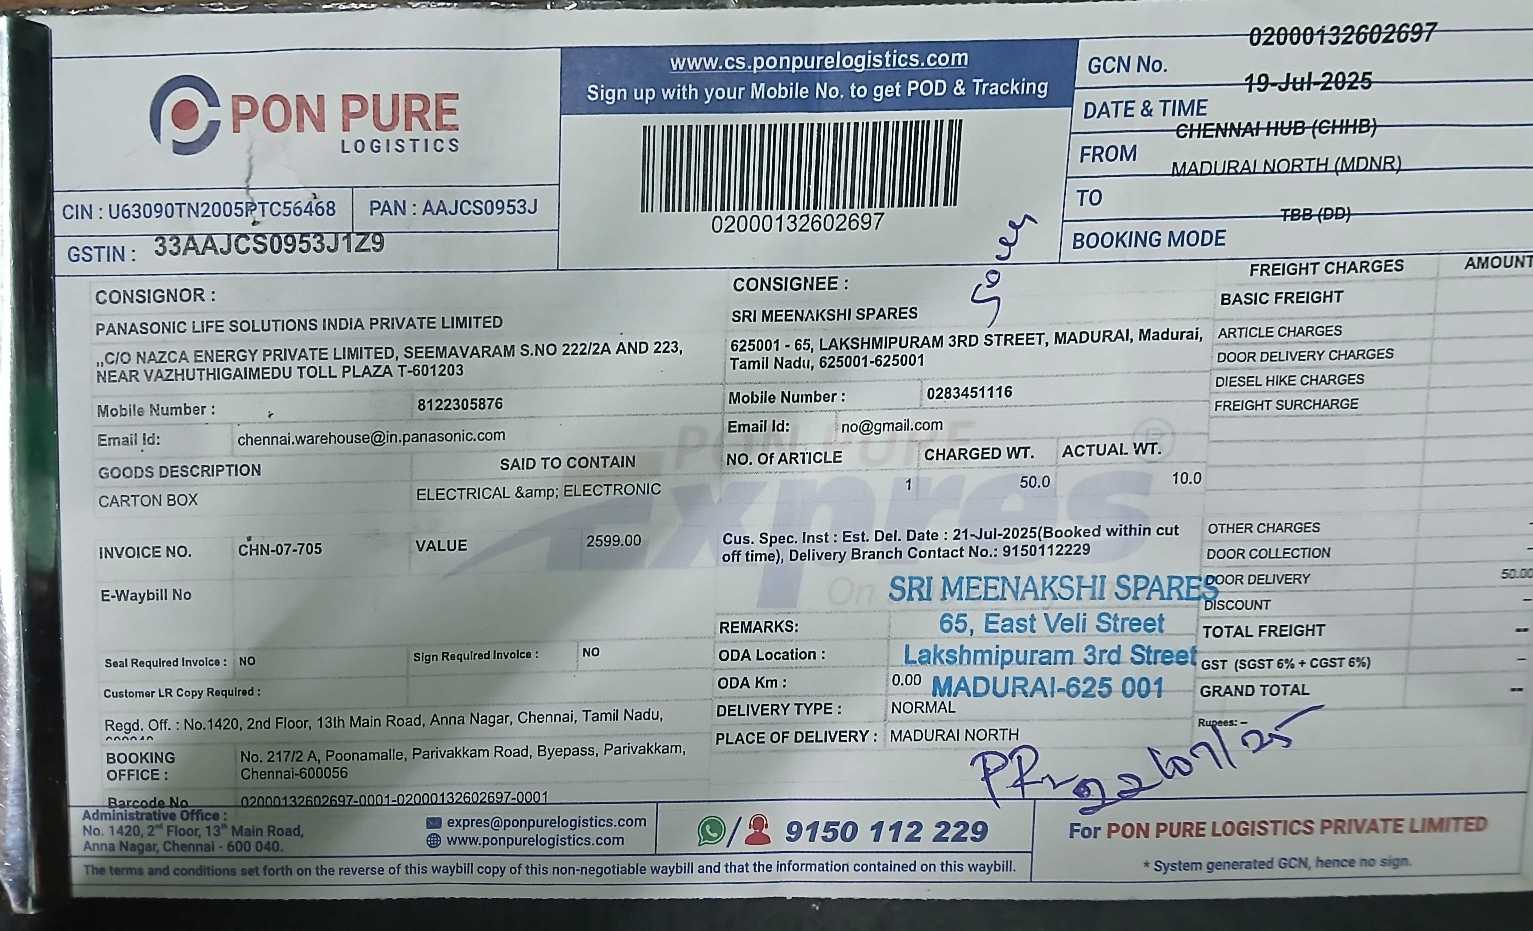 PON PURE
LOGISTICS
CIN : U63090TN2005PTC56468
PAN : AAJCS0953J
GSTIN : 33AAJCS0953J1Z9
www.cs.ponpurelogistics.com
Sign up with your Mobile No. to get POD & Tracking
02000132602697
02000132602697
GCN No.
19-Jul-2025
DATE & TIME
CHENNAI HUB (CHHB)
FROM
MADURAI NORTH (MDNR)
TO
TBB (DD)
BOOKING MODE
CONSIGNOR :
PANASONIC LIFE SOLUTIONS INDIA PRIVATE LIMITED
,,C/O NAZCA ENERGY PRIVATE LIMITED, SEEMAVARAM S.NO 222/2A AND 223,
NEAR VAZHUTHIGAIMEDU TOLL PLAZA T-601203
Mobile Number : 8122305876
Email Id: chennai.warehouse@in.panasonic.com
GOODS DESCRIPTION SAID TO CONTAIN
CARTON BOX ELECTRICAL &amp; ELECTRONIC
INVOICE NO. CHN-07-705 VALUE 2599.00
E-Waybill No
Seal Required Invoice : NO Sign Required Invoice : NO
Customer LR Copy Required :
Regd. Off. : No.1420, 2nd Floor, 13th Main Road, Anna Nagar, Chennai, Tamil Nadu,
BOOKING OFFICE : No. 217/2 A, Poonamalle, Parivakkam Road, Byepass, Parivakkam,
Chennai-600056
Barcode No 02000132602697-0001-02000132602697-0001
CONSIGNEE :
SRI MEENAKSHI SPARES
625001 - 65, LAKSHMIPURAM 3RD STREET, MADURAI, Madurai,
Tamil Nadu, 625001-625001
Mobile Number : 0283451116
Email Id: no@gmail.com
PON PURE
Expres
On
NO. Of ARTICLE CHARGED WT. ACTUAL WT.
1 50.0 10.0
Cus. Spec. Inst : Est. Del. Date : 21-Jul-2025(Booked within cut
off time), Delivery Branch Contact No.: 9150112229
SRI MEENAKSHI SPARES
65, East Veli Street
Lakshmipuram 3rd Street
MADURAI-625 001
REMARKS:
ODA Location :
ODA Km : 0.00
DELIVERY TYPE : NORMAL
PLACE OF DELIVERY : MADURAI NORTH
22/07/25
FREIGHT CHARGES AMOUNT
BASIC FREIGHT
ARTICLE CHARGES
DOOR DELIVERY CHARGES
DIESEL HIKE CHARGES
FREIGHT SURCHARGE
OTHER CHARGES –
DOOR COLLECTION –
DOOR DELIVERY 50.00
DISCOUNT –
TOTAL FREIGHT --
GST (SGST 6% + CGST 6%) –
GRAND TOTAL --
Rupees: –
Administrative Office :
No. 1420, 2nd Floor, 13th Main Road,
Anna Nagar, Chennai - 600 040.
expres@ponpurelogistics.com
www.ponpurelogistics.com
/ 9150 112 229
For PON PURE LOGISTICS PRIVATE LIMITED
* System generated GCN, hence no sign.
The terms and conditions set forth on the reverse of this waybill copy of this non-negotiable waybill and that the information contained on this waybill.